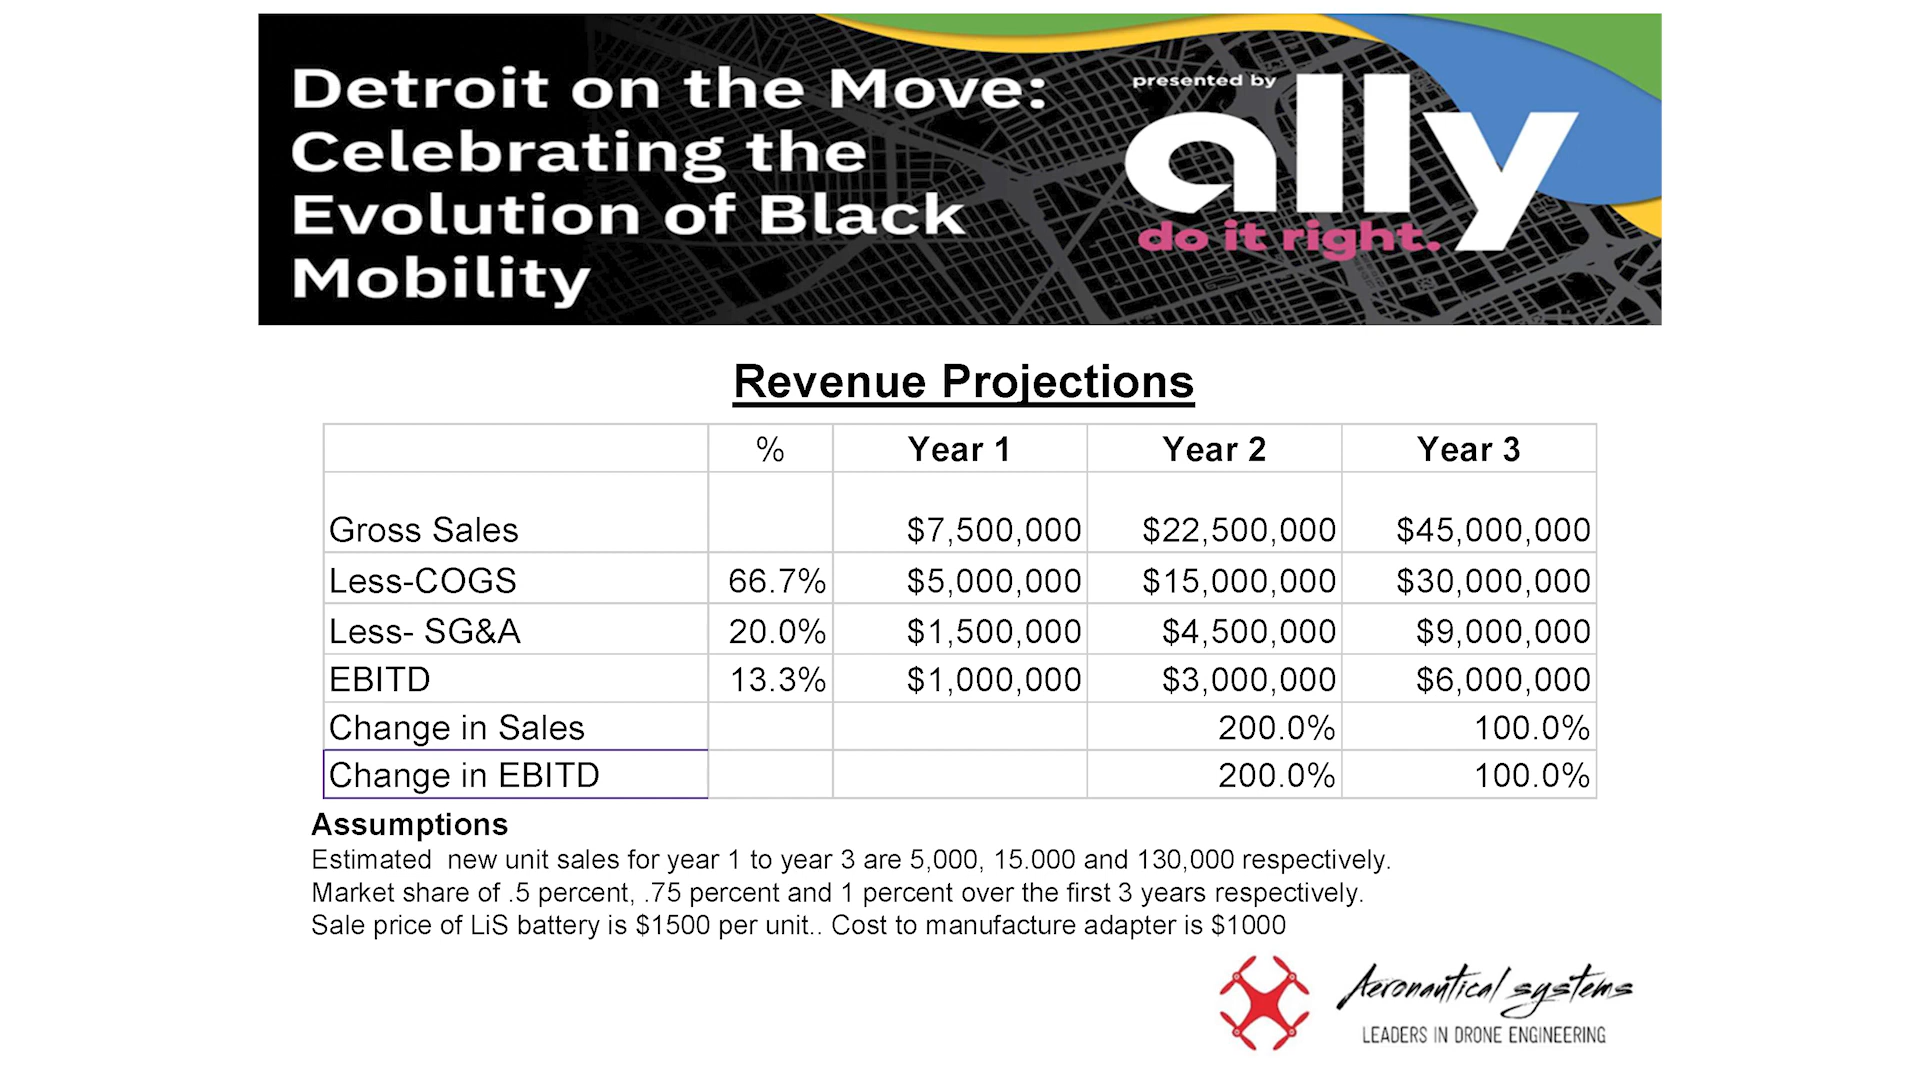 Detroit on the Move:
Celebrating the
Evolution of Black
Mobility
presented by
ally
do it right.
Revenue Projections
% Year 1 Year 2 Year 3
Gross Sales $7,500,000 $22,500,000 $45,000,000
Less-COGS 66.7% $5,000,000 $15,000,000 $30,000,000
Less- SG&A 20.0% $1,500,000 $4,500,000 $9,000,000
EBITD 13.3% $1,000,000 $3,000,000 $6,000,000
Change in Sales 200.0% 100.0%
Change in EBITD 200.0% 100.0%
Assumptions
Estimated  new unit sales for year 1 to year 3 are 5,000, 15.000 and 130,000 respectively.
Market share of .5 percent, .75 percent and 1 percent over the first 3 years respectively.
Sale price of LiS battery is $1500 per unit.. Cost to manufacture adapter is $1000
Aeronautical systems
LEADERS IN DRONE ENGINEERING